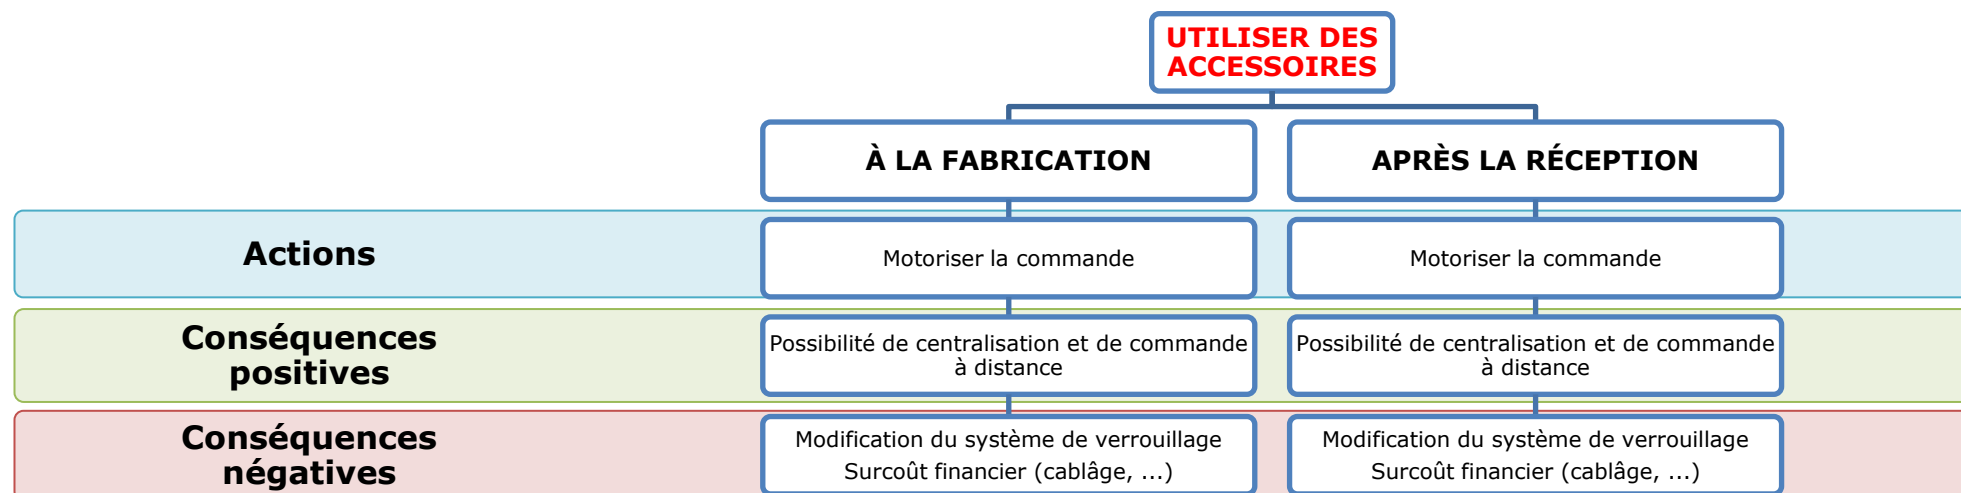 UTILISER DES
ACCESSOIRES
À LA FABRICATION
APRÈS LA RÉCEPTION
Actions
Motoriser la commande
Motoriser la commande
Conséquences
positives
Possibilité de centralisation et de commande
à distance
Possibilité de centralisation et de commande
à distance
Conséquences
négatives
Modification du système de verrouillage
Surcoût financier (cablâge, ...)
Modification du système de verrouillage
Surcoût financier (cablâge, ...)